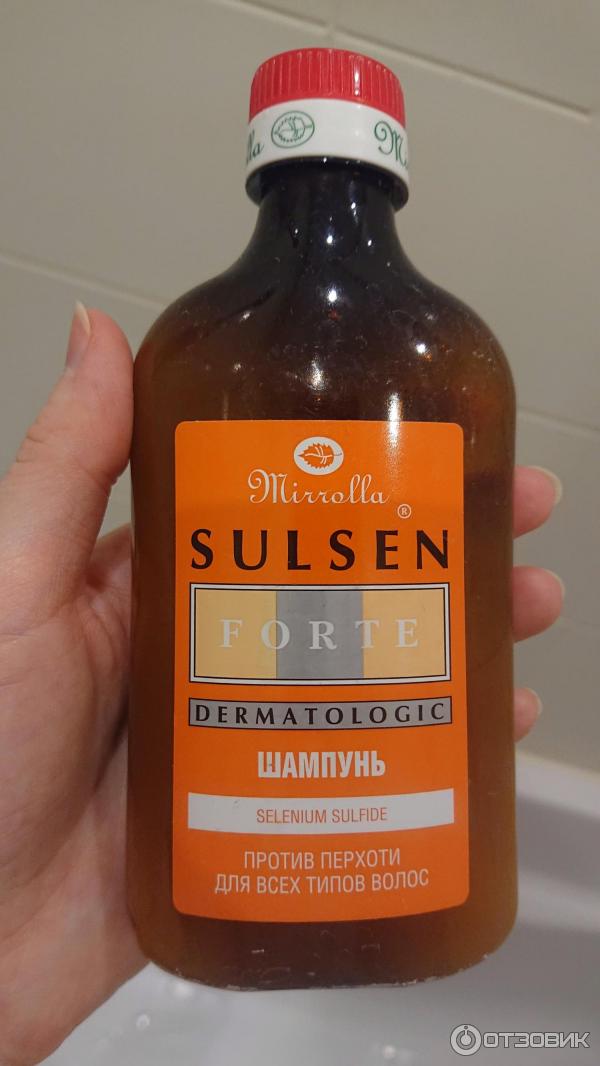 Mirrolla
®
SULSEN
FORTE
DERMATOLOGIC
ШАМПУНЬ
SELENIUM SULFIDE
ПРОТИВ ПЕРХОТИ
ДЛЯ ВСЕХ ТИПОВ ВОЛОС
ОТЗОВИК